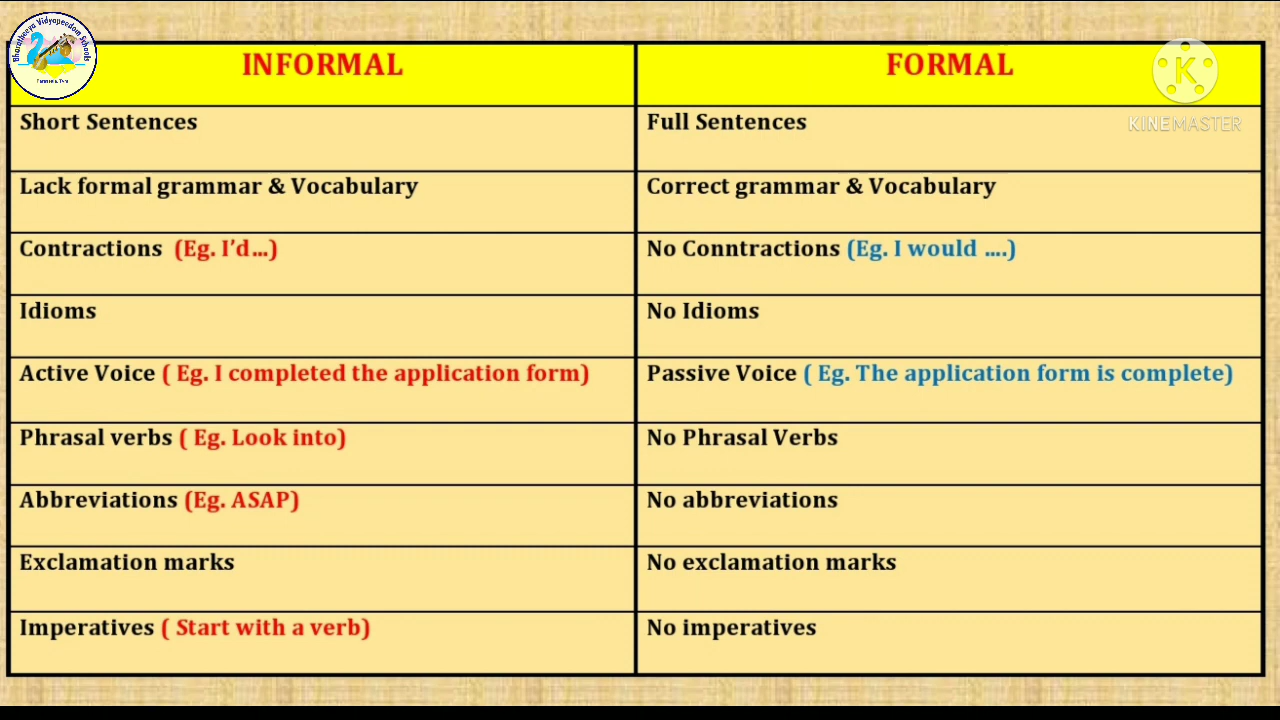 Bharatheeya Vidyapeedom Schools
INFORMAL FORMAL
KINEMASTER
Short Sentences Full Sentences
Lack formal grammar & Vocabulary Correct grammar & Vocabulary
Contractions (Eg. I’d…) No Conntractions (Eg. I would ….)
Idioms No Idioms
Active Voice ( Eg. I completed the application form) Passive Voice ( Eg. The application form is complete)
Phrasal verbs ( Eg. Look into) No Phrasal Verbs
Abbreviations (Eg. ASAP) No abbreviations
Exclamation marks No exclamation marks
Imperatives ( Start with a verb) No imperatives